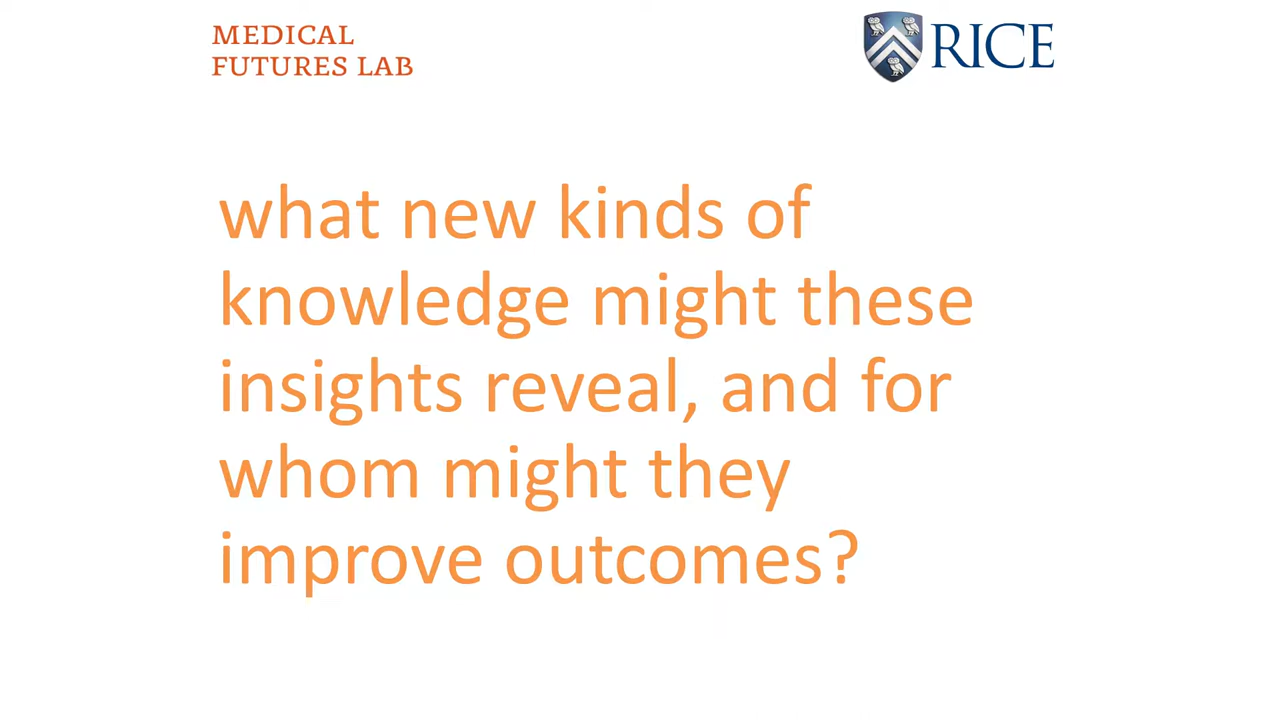 MEDICAL
FUTURES LAB
RICE
what new kinds of
knowledge might these
insights reveal, and for
whom might they
improve outcomes?